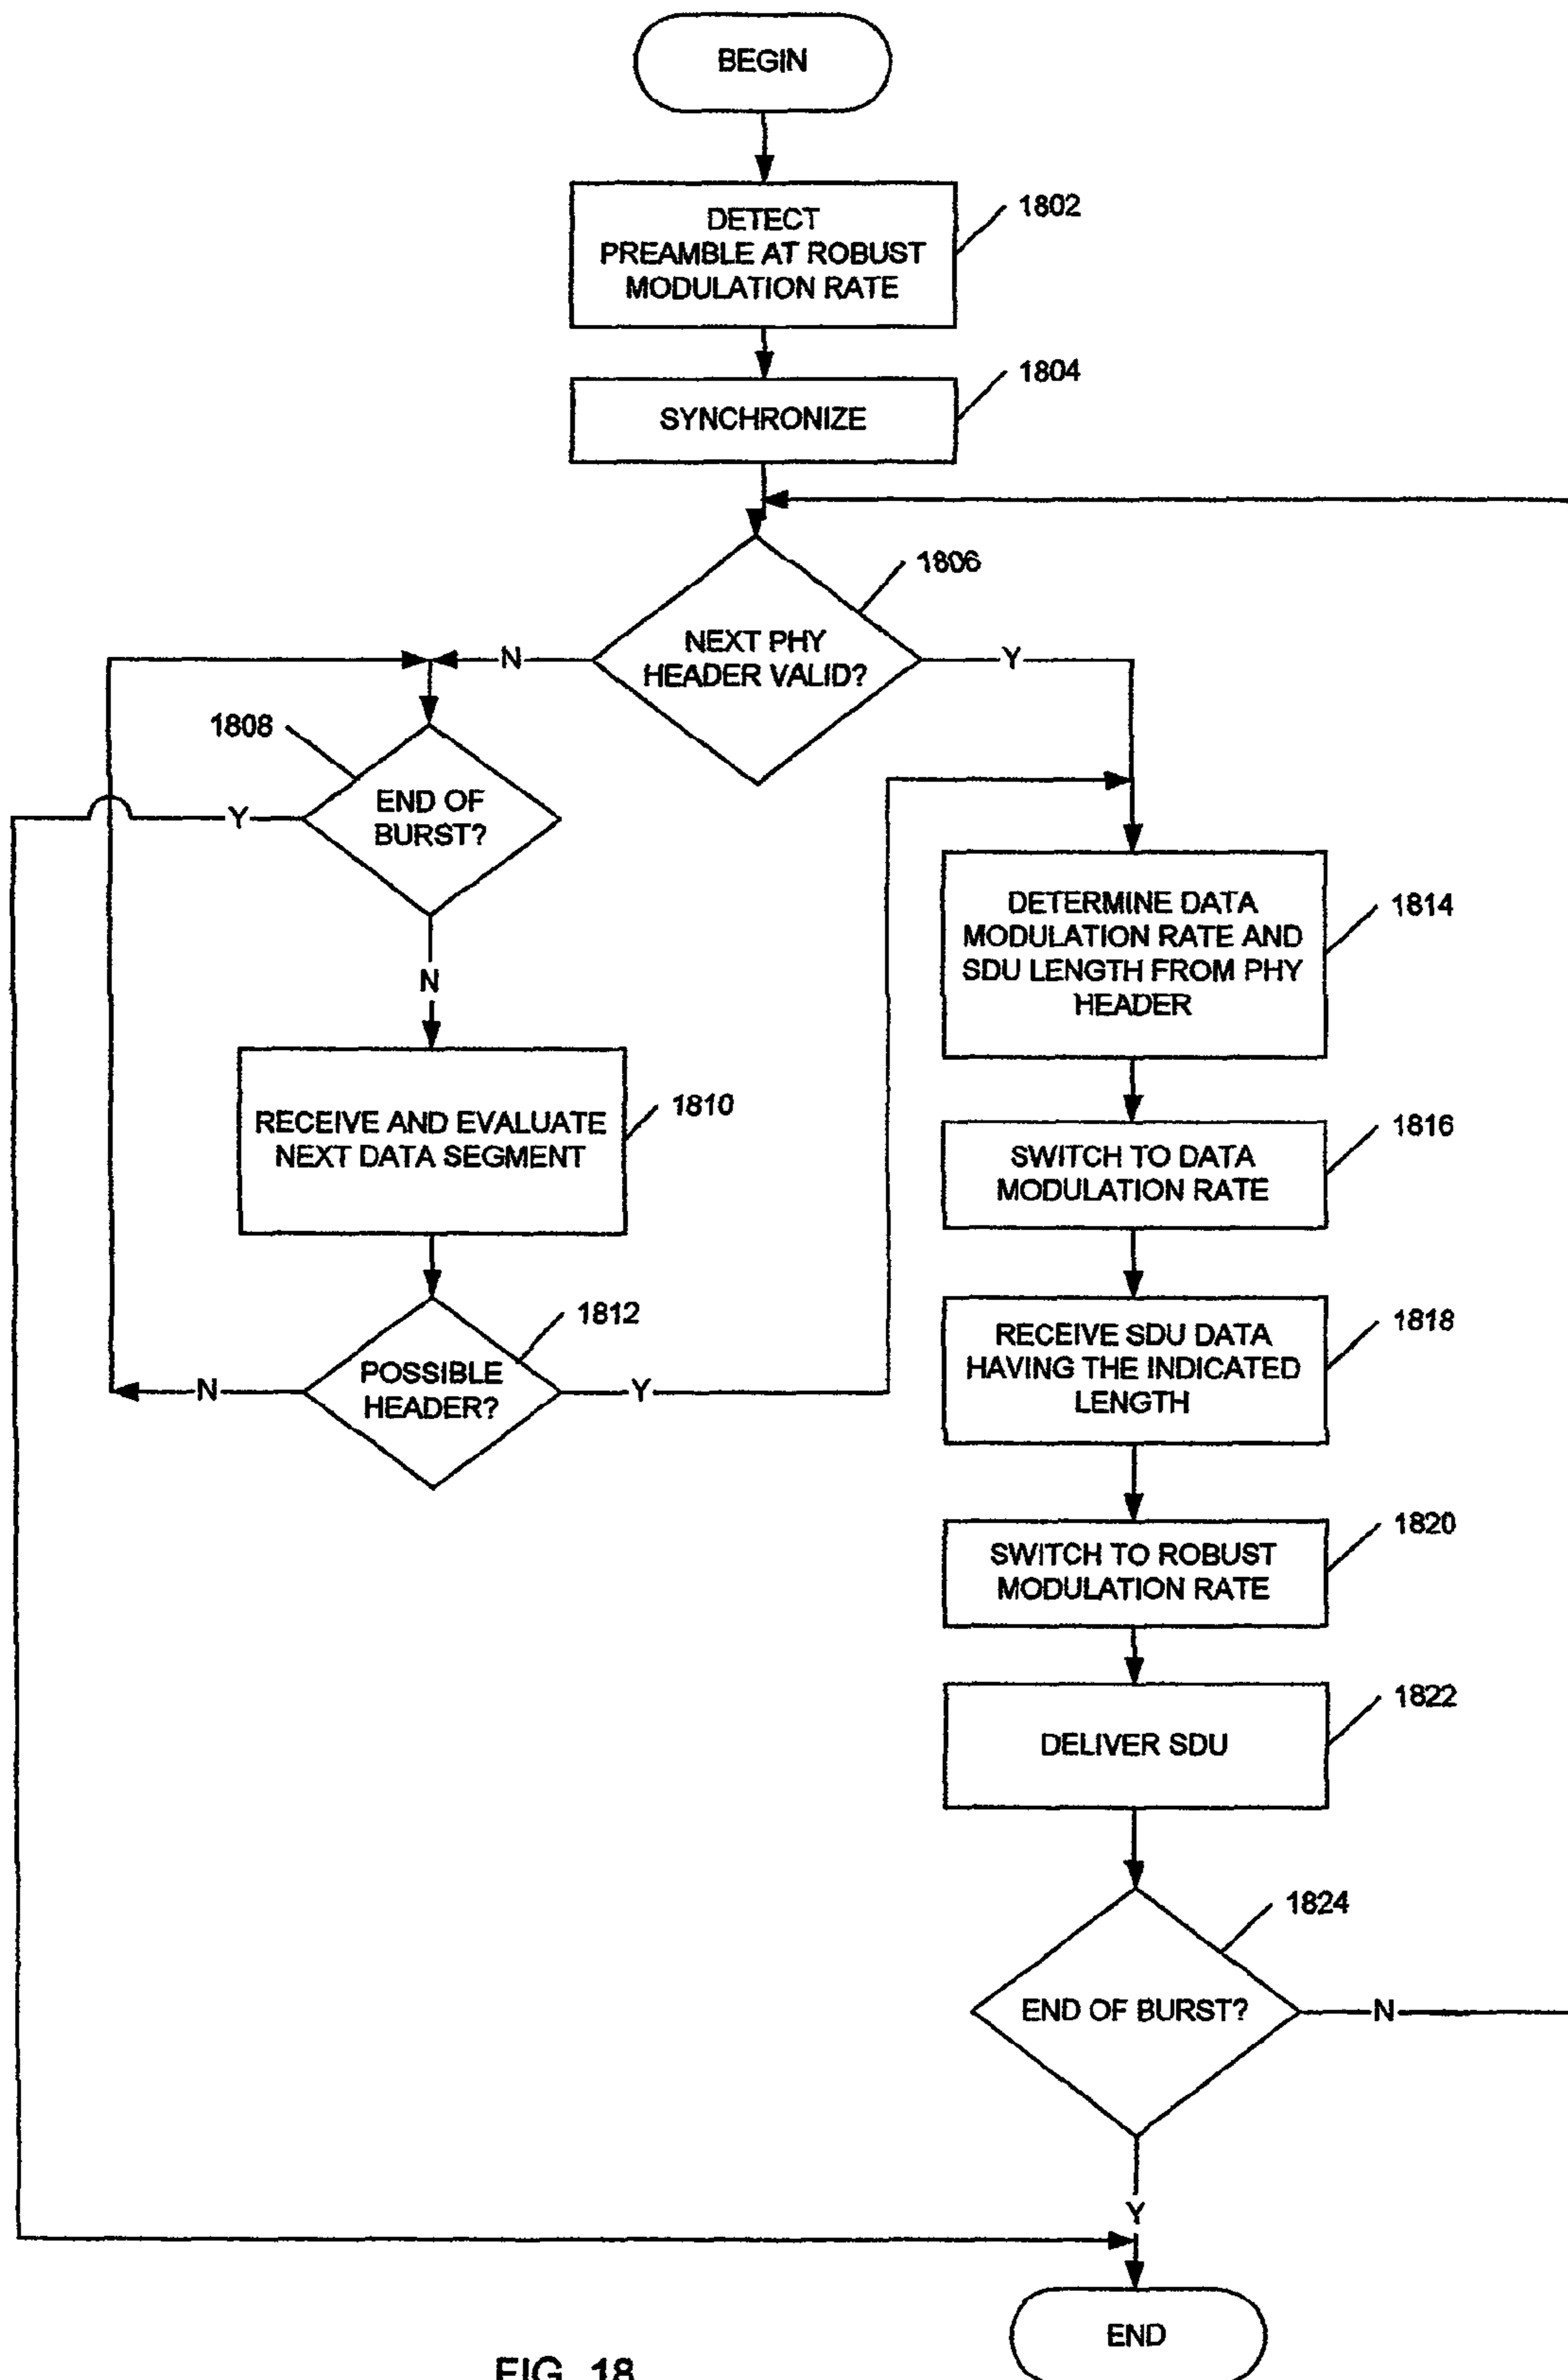 BEGIN
DETECT
PREAMBLE AT ROBUST
MODULATION RATE
1802
SYNCHRONIZE
1804
NEXT PHY
HEADER VALID?
1806
N
Y
1808
END OF
BURST?
Y
N
RECEIVE AND EVALUATE
NEXT DATA SEGMENT
1810
POSSIBLE
HEADER?
1812
N
Y
DETERMINE DATA
MODULATION RATE AND
SDU LENGTH FROM PHY
HEADER
1814
SWITCH TO DATA
MODULATION RATE
1816
RECEIVE SDU DATA
HAVING THE INDICATED
LENGTH
1818
SWITCH TO ROBUST
MODULATION RATE
1820
DELIVER SDU
1822
END OF BURST?
1824
N
Y
END
FIG. 18